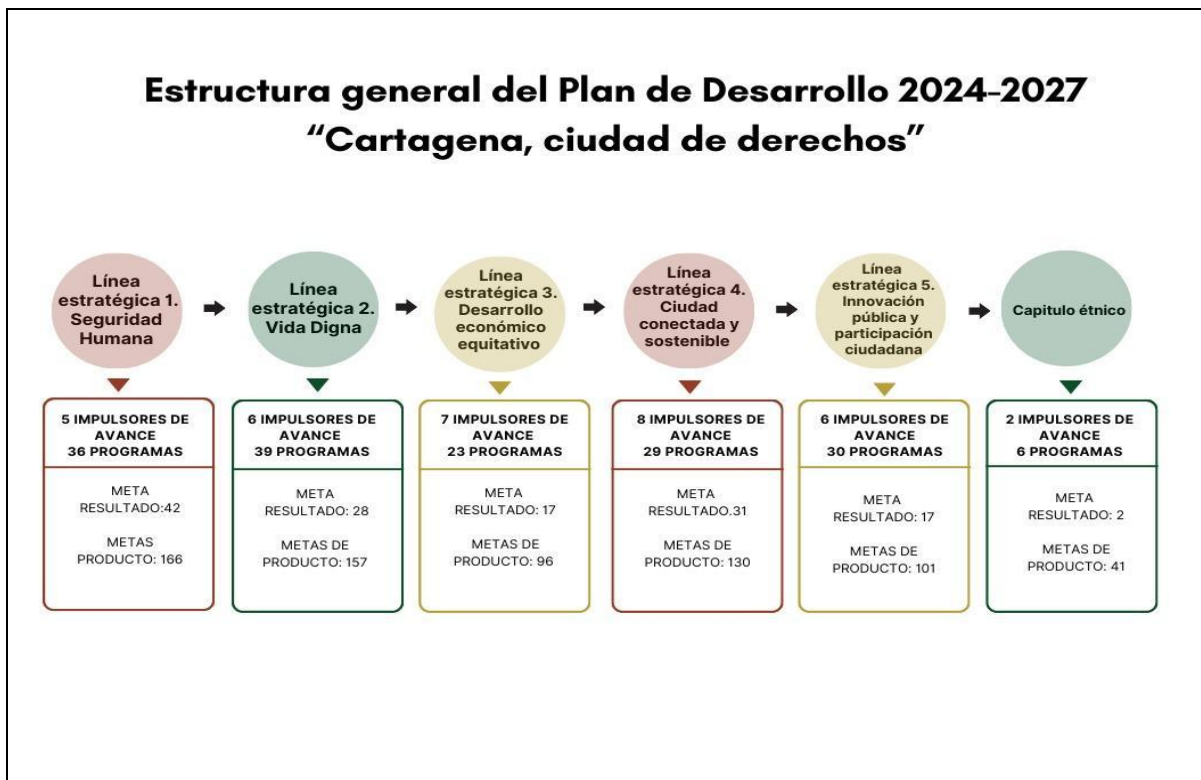 Estructura general del Plan de Desarrollo 2024-2027
“Cartagena, ciudad de derechos”
Línea
estratégica 1.
Seguridad
Humana
Línea
estratégica 2.
Vida Digna
Línea
estratégica 3.
Desarrollo
económico
equitativo
Línea
estratégica 4.
Ciudad
conectada y
sostenible
Línea
estratégica 5.
Innovación
pública y
participación
ciudadana
Capitulo étnico
5 IMPULSORES DE
AVANCE
36 PROGRAMAS
META
RESULTADO:42
METAS
PRODUCTO: 166
6 IMPULSORES DE
AVANCE
39 PROGRAMAS
META
RESULTADO: 28
METAS DE
PRODUCTO: 157
7 IMPULSORES DE
AVANCE
23 PROGRAMAS
META
RESULTADO: 17
METAS DE
PRODUCTO: 96
8 IMPULSORES DE
AVANCE
29 PROGRAMAS
META
RESULTADO.31
METAS DE
PRODUCTO: 130
6 IMPULSORES DE
AVANCE
30 PROGRAMAS
META
RESULTADO: 17
METAS DE
PRODUCTO: 101
2 IMPULSORES DE
AVANCE
6 PROGRAMAS
META
RESULTADO: 2
METAS DE
PRODUCTO: 41